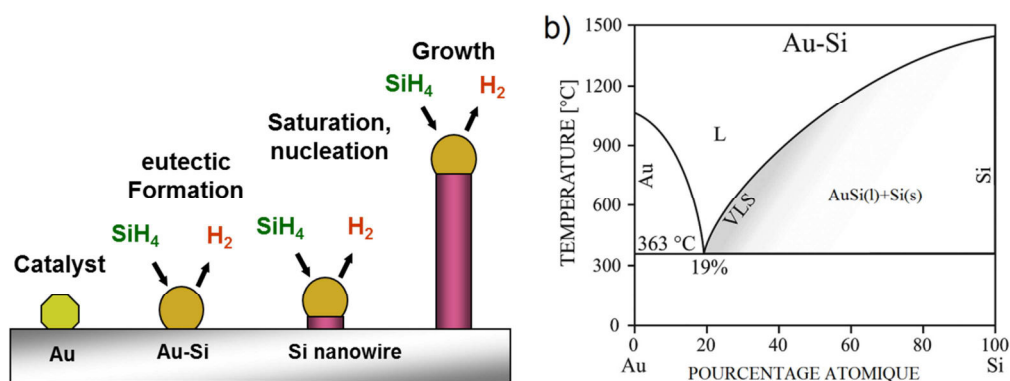 Growth
SiH4 H2
Saturation,
nucleation
eutectic
Formation
SiH4 H2
SiH4 H2
Catalyst
Au
Au-Si
Si nanowire
b)
Au-Si
TEMPERATURE [°C]
1500
1200
900
600
300
0
L
Au
Si
VLS
AuSi(l)+Si(s)
363 °C
19%
0 20 40 60 80 100
Au Si
POURCENTAGE ATOMIQUE